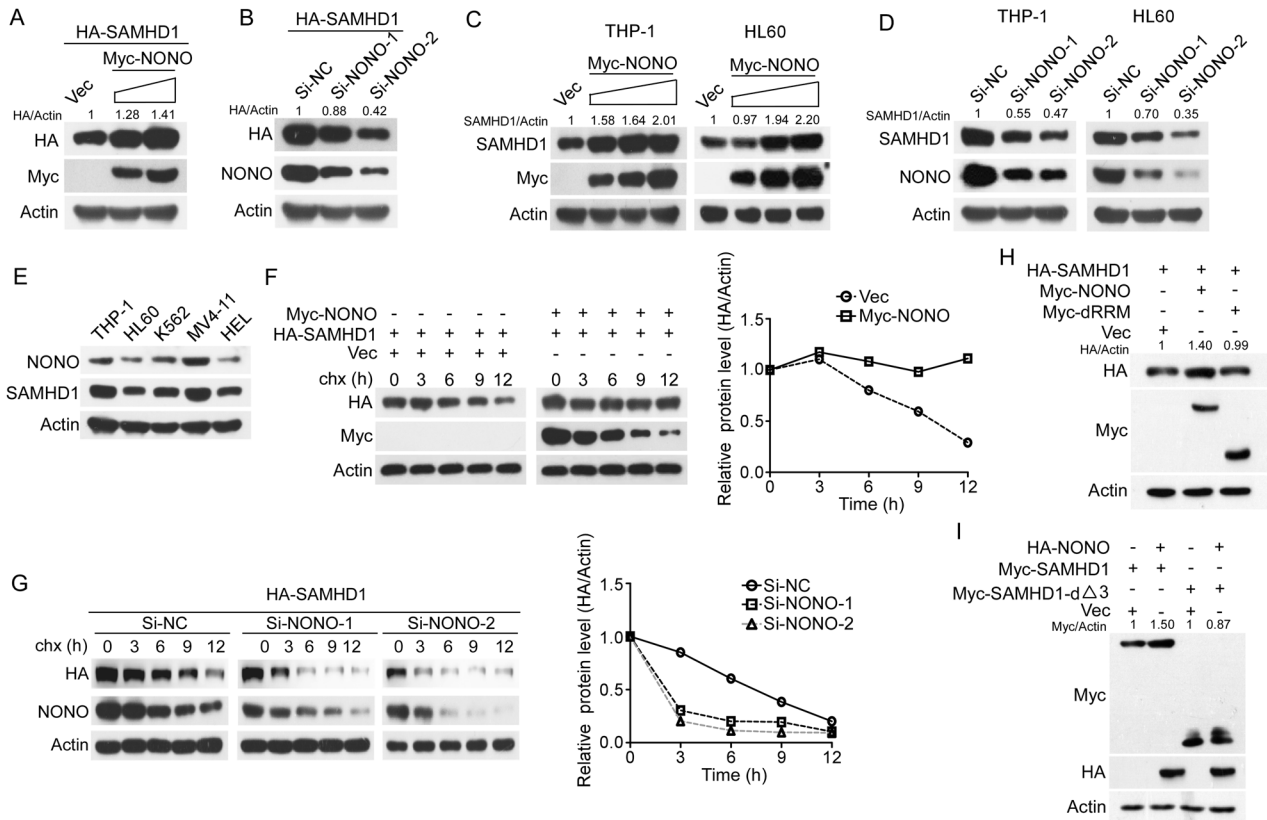 A
HA-SAMHD1
Myc-NONO
Vec
HA/Actin 1 1.28 1.41
HA
Myc
Actin
B
HA-SAMHD1
Si-NC Si-NONO-1 Si-NONO-2
HA/Actin 1 0.88 0.42
HA
NONO
Actin
C
THP-1 HL60
Myc-NONO Myc-NONO
Vec Vec
SAMHD1/Actin 1 1.58 1.64 2.01 1 0.97 1.94 2.20
SAMHD1
Myc
Actin
D
THP-1 HL60
Si-NC Si-NONO-1 Si-NONO-2 Si-NC Si-NONO-1 Si-NONO-2
SAMHD1/Actin 1 0.55 0.47 1 0.70 0.35
SAMHD1
NONO
Actin
E
THP-1 HL60 K562 MV4-11 HEL
NONO
SAMHD1
Actin
F
Myc-NONO - - - - - + + + + +
HA-SAMHD1 + + + + + + + + + +
Vec + + + + + - - - - -
chx (h) 0 3 6 9 12 0 3 6 9 12
HA
Myc
Actin
Relative protein level (HA/Actin)
Vec
Myc-NONO
1.5
1.0
0.5
0.0
0 3 6 9 12
Time (h)
G
HA-SAMHD1
Si-NC Si-NONO-1 Si-NONO-2
chx (h) 0 3 6 9 12 0 3 6 9 12 0 3 6 9 12
HA
NONO
Actin
Relative protein level (HA/Actin)
Si-NC
Si-NONO-1
Si-NONO-2
1.5
1.0
0.5
0.0
0 3 6 9 12
Time (h)
H
HA-SAMHD1 + + +
Myc-NONO - + -
Myc-dRRM - - +
Vec + - -
HA/Actin 1 1.40 0.99
HA
Myc
Actin
I
HA-NONO - + - +
Myc-SAMHD1 + + - -
Myc-SAMHD1-d△3 - - + +
Vec + - + -
Myc/Actin 1 1.50 1 0.87
Myc
HA
Actin